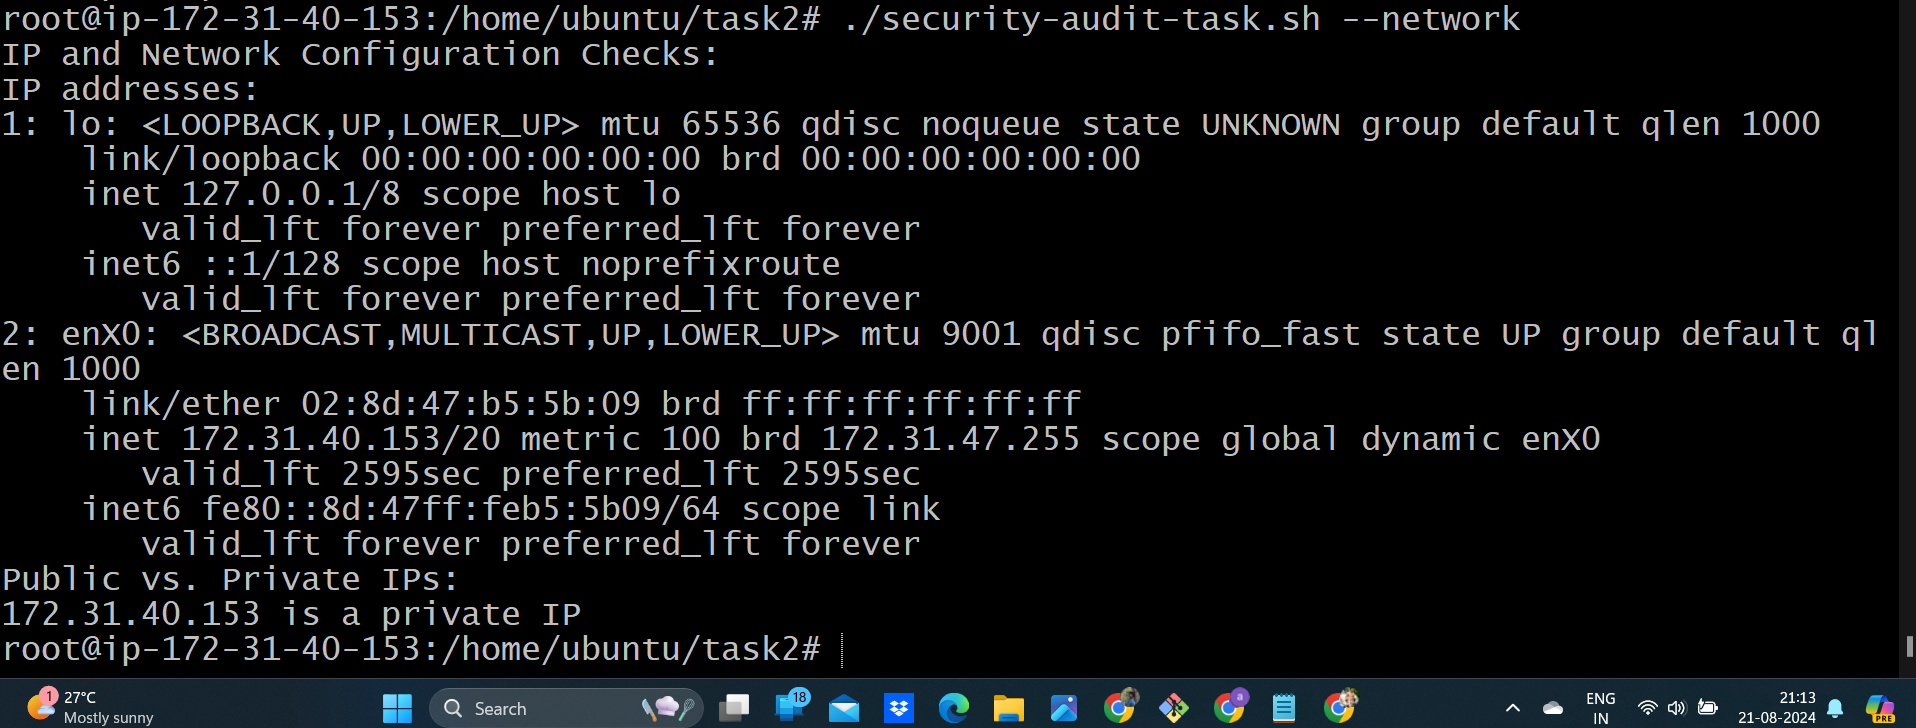 root@ip-172-31-40-153:/home/ubuntu/task2# ./security-audit-task.sh --network
IP and Network Configuration Checks:
IP addresses:
1: lo: <LOOPBACK,UP,LOWER_UP> mtu 65536 qdisc noqueue state UNKNOWN group default qlen 1000
    link/loopback 00:00:00:00:00:00 brd 00:00:00:00:00:00
    inet 127.0.0.1/8 scope host lo
       valid_lft forever preferred_lft forever
    inet6 ::1/128 scope host noprefixroute
       valid_lft forever preferred_lft forever
2: enX0: <BROADCAST,MULTICAST,UP,LOWER_UP> mtu 9001 qdisc pfifo_fast state UP group default ql
en 1000
    link/ether 02:8d:47:b5:5b:09 brd ff:ff:ff:ff:ff:ff
    inet 172.31.40.153/20 metric 100 brd 172.31.47.255 scope global dynamic enX0
       valid_lft 2595sec preferred_lft 2595sec
    inet6 fe80::8d:47ff:feb5:5b09/64 scope link
       valid_lft forever preferred_lft forever
Public vs. Private IPs:
172.31.40.153 is a private IP
root@ip-172-31-40-153:/home/ubuntu/task2#
1
27°C
Mostly sunny
Search
18
a
ENG
IN
21:13
21-08-2024
PRE